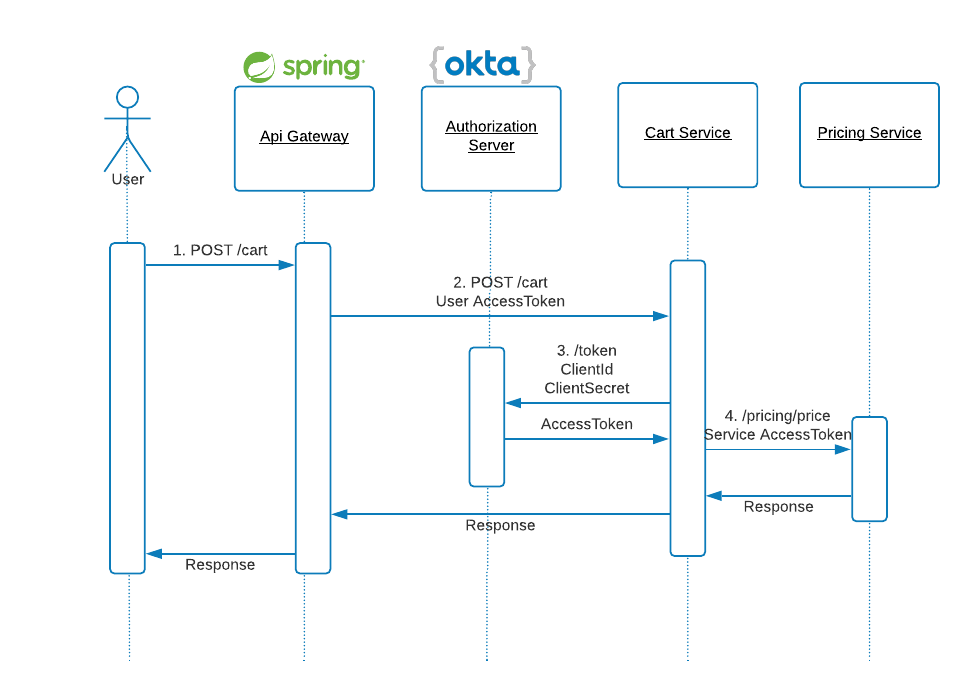 spring
{okta}
Api Gateway
Authorization
Server
Cart Service
Pricing Service
User
1. POST /cart
2. POST /cart
User AccessToken
3. /token
ClientId
ClientSecret
AccessToken
4. /pricing/price
Service AccessToken
Response
Response
Response